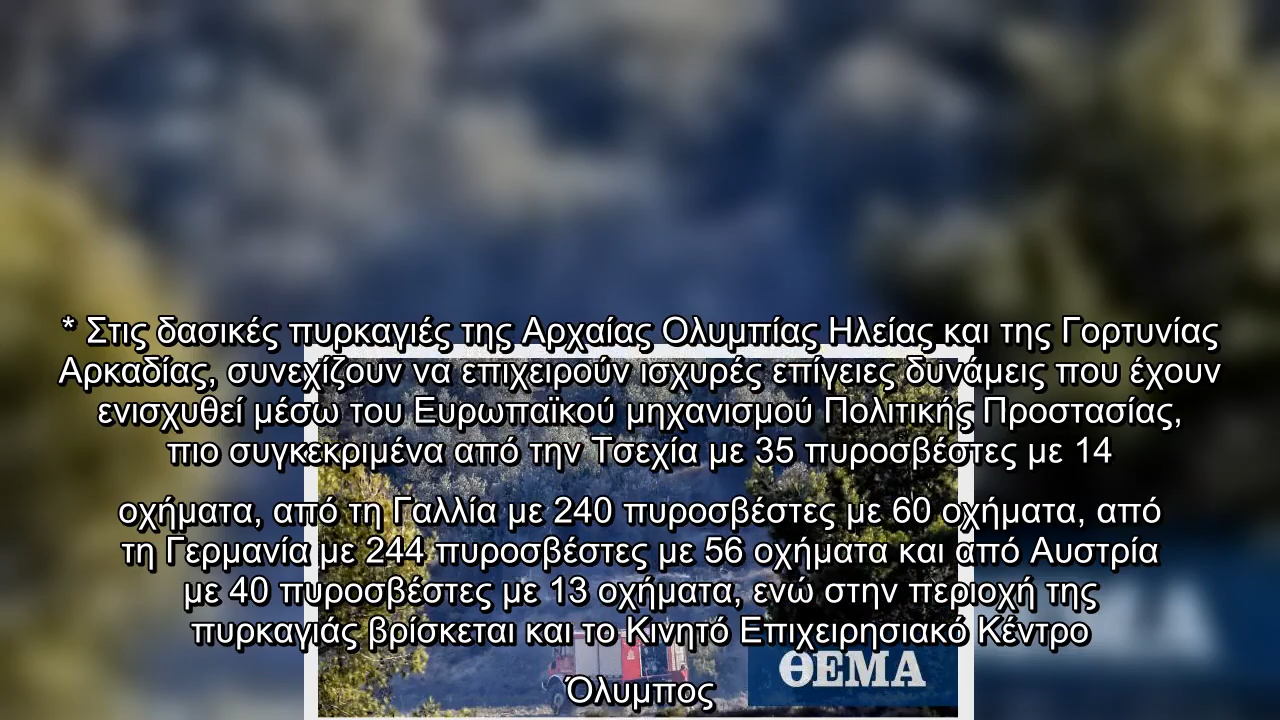 * Στις δασικές πυρκαγιές της Αρχαίας Ολυμπίας Ηλείας και της Γορτυνίας
Αρκαδίας, συνεχίζουν να επιχειρούν ισχυρές επίγειες δυνάμεις που έχουν
ενισχυθεί μέσω του Ευρωπαϊκού μηχανισμού Πολιτικής Προστασίας,
πιο συγκεκριμένα από την Τσεχία με 35 πυροσβέστες με 14
οχήματα, από τη Γαλλία με 240 πυροσβέστες με 60 οχήματα, από
τη Γερμανία με 244 πυροσβέστες με 56 οχήματα και από Αυστρία
με 40 πυροσβέστες με 13 οχήματα, ενώ στην περιοχή της
πυρκαγιάς βρίσκεται και το Κινητό Επιχειρησιακό Κέντρο
ΘΕΜΑ
Όλυμπος